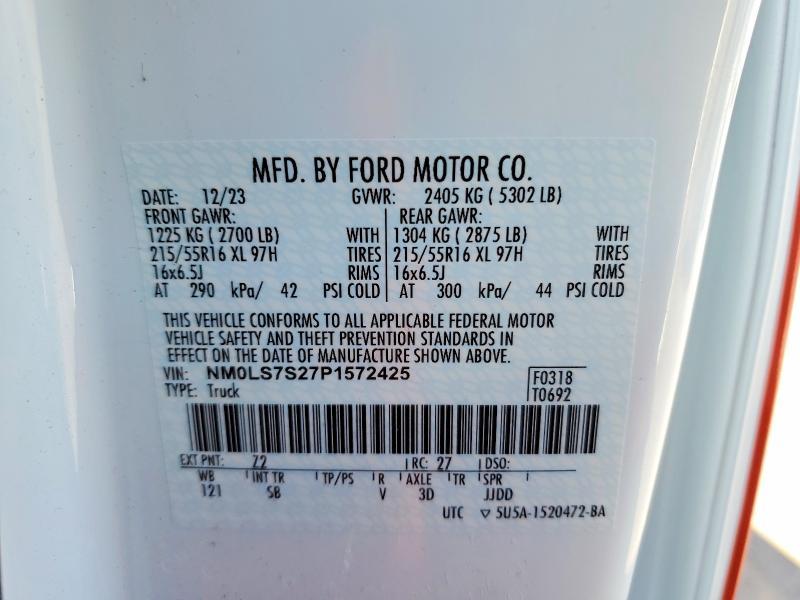 MFD. BY FORD MOTOR CO.
DATE: 12/23 GVWR: 2405 KG ( 5302 LB)
FRONT GAWR: REAR GAWR:
1225 KG ( 2700 LB) WITH 1304 KG ( 2875 LB) WITH
215/55R16 XL 97H TIRES 215/55R16 XL 97H TIRES
16x6.5J RIMS 16x6.5J RIMS
AT 290 kPa/ 42 PSI COLD AT 300 kPa/ 44 PSI COLD
THIS VEHICLE CONFORMS TO ALL APPLICABLE FEDERAL MOTOR
VEHICLE SAFETY AND THEFT PREVENTION STANDARDS IN
EFFECT ON THE DATE OF MANUFACTURE SHOWN ABOVE.
VIN: NM0LS7S27P1572425 F0318
TYPE: Truck T0692
EXT PNT: Z2 RC: 27 DSO:
WB INT TR TP/PS R AXLE TR SPR
121 SB V 3D JJDD
UTC ▽ 5U5A-1520472-BA